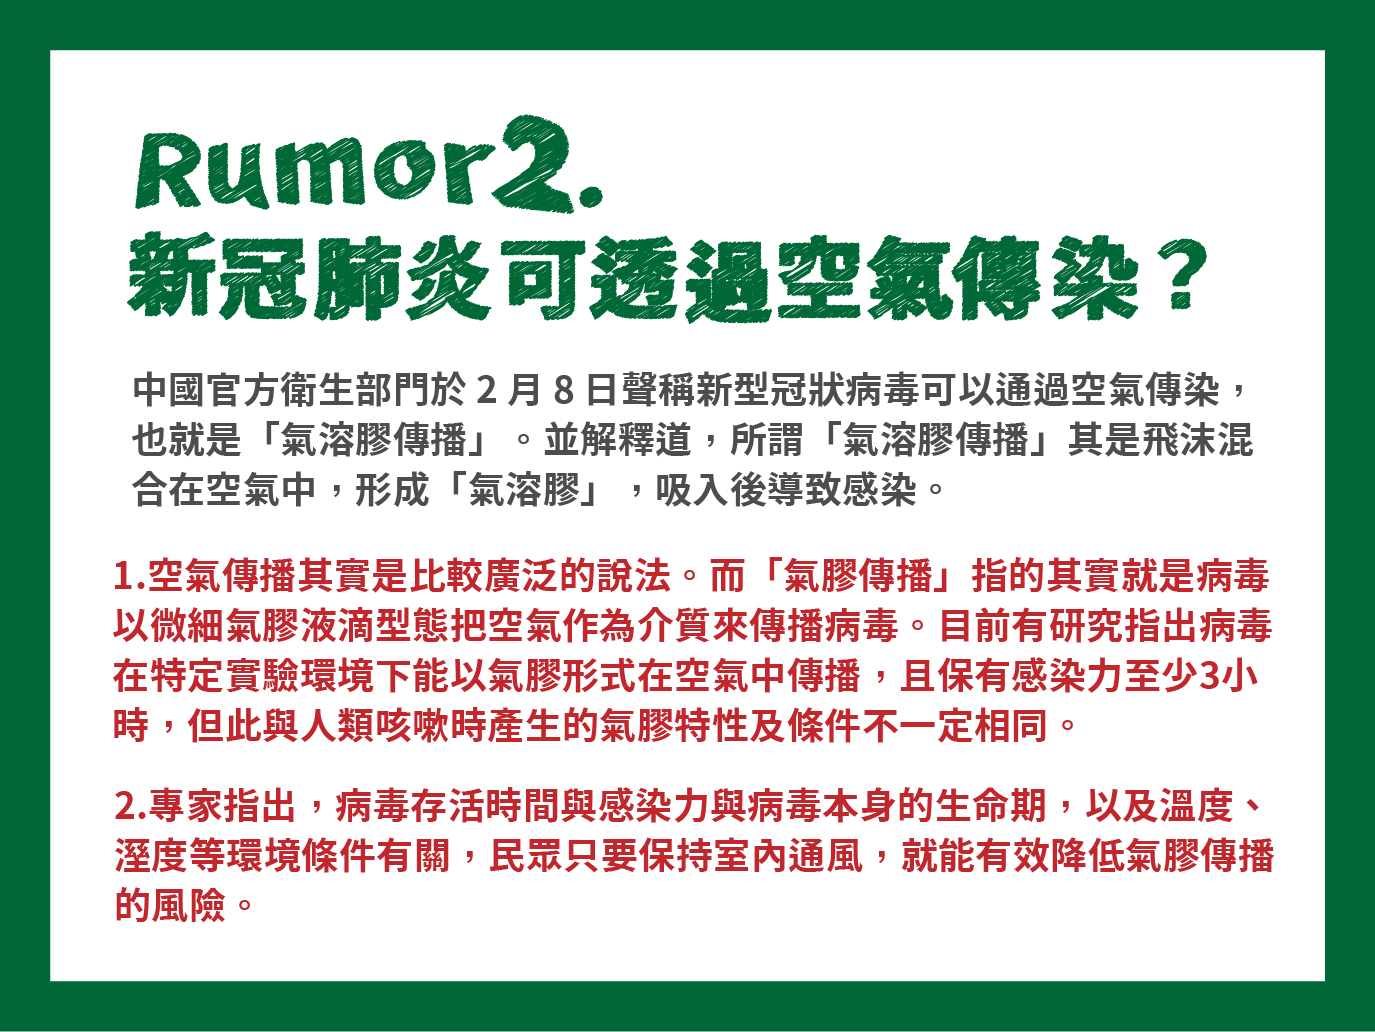 Rumor2.
新冠肺炎可透過空氣傳染？
中國官方衛生部門於 2 月 8 日聲稱新型冠狀病毒可以通過空氣傳染，
也就是「氣溶膠傳播」。並解釋道，所謂「氣溶膠傳播」其是飛沫混
合在空氣中，形成「氣溶膠」，吸入後導致感染。
1.空氣傳播其實是比較廣泛的說法。而「氣膠傳播」指的其實就是病毒
以微細氣膠液滴型態把空氣作為介質來傳播病毒。目前有研究指出病毒
在特定實驗環境下能以氣膠形式在空氣中傳播，且保有感染力至少3小
時，但此與人類咳嗽時產生的氣膠特性及條件不一定相同。
2.專家指出，病毒存活時間與感染力與病毒本身的生命期，以及溫度、
溼度等環境條件有關，民眾只要保持室內通風，就能有效降低氣膠傳播
的風險。